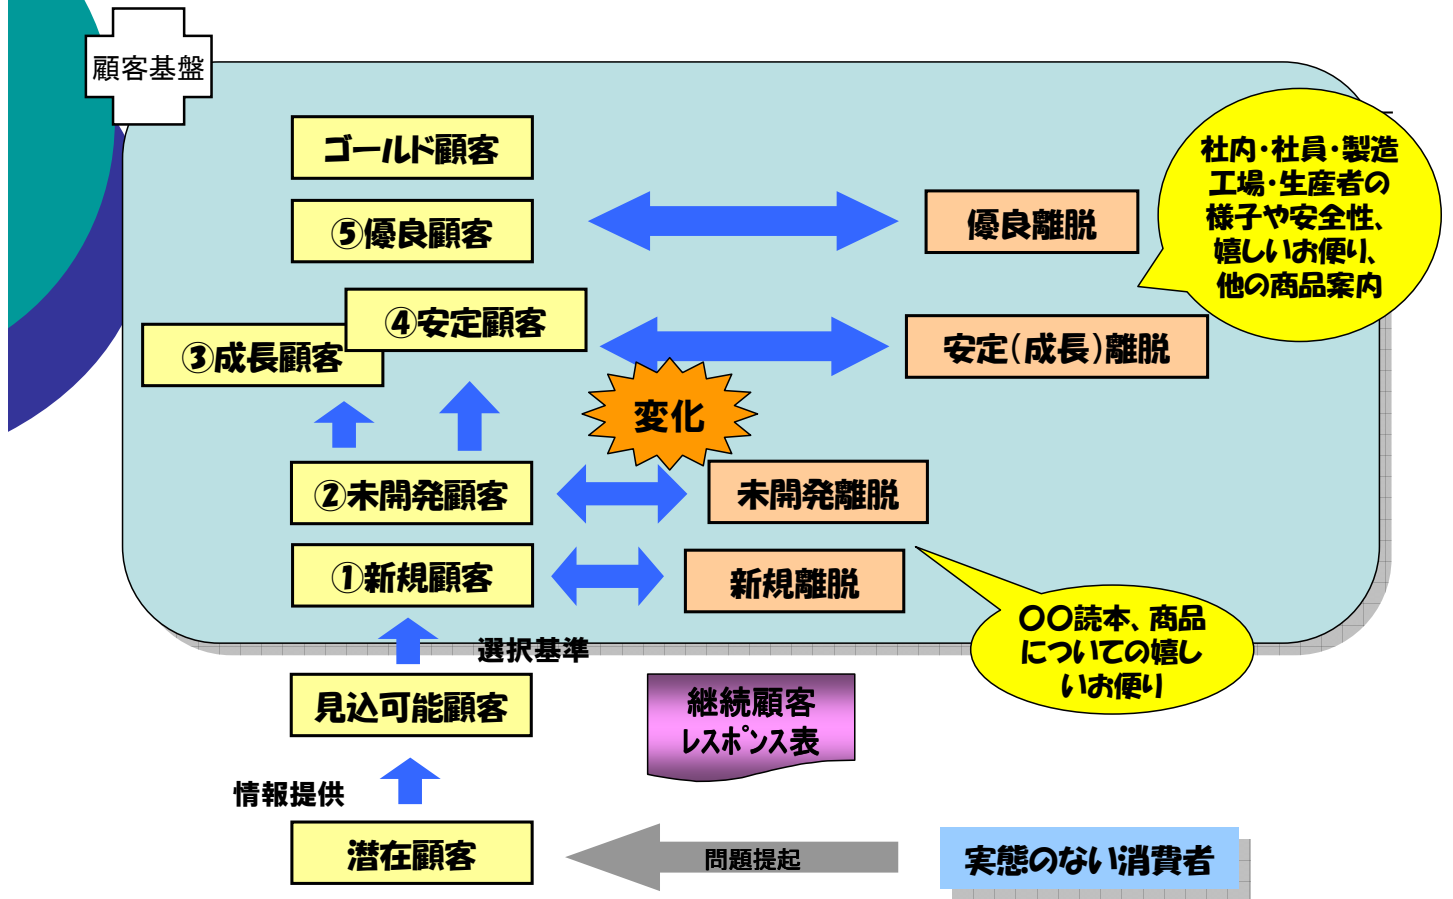 顧客基盤
ゴールド顧客
⑤優良顧客
優良離脱
社内・社員・製造
工場・生産者の
様子や安全性、
嬉しいお便り、
他の商品案内
④安定顧客
③成長顧客
安定(成長)離脱
変化
②未開発顧客
未開発離脱
①新規顧客
新規離脱
〇〇読本、商品
についての嬉し
いお便り
選択基準
見込可能顧客
継続顧客
レスポンス表
情報提供
潜在顧客
問題提起
実態のない消費者